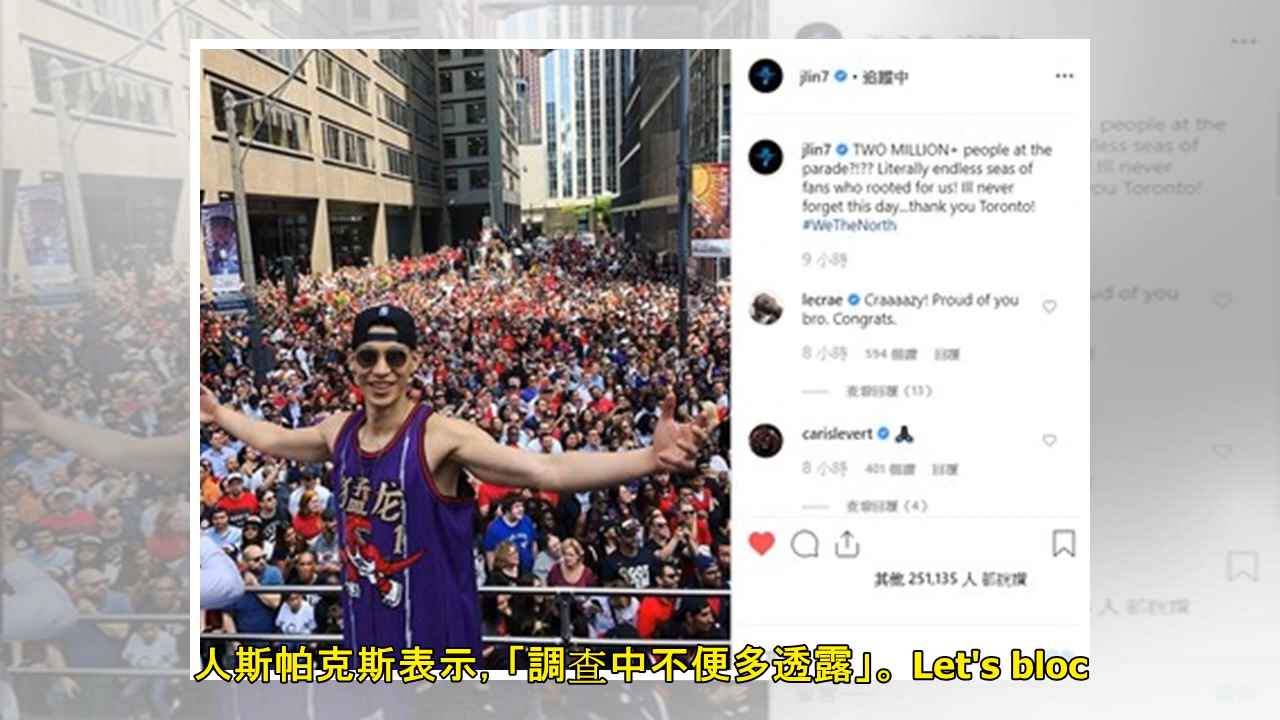 jlin7 • 追蹤中
jlin7 TWO MILLION+ people at the
parade?!?? Literally endless seas of
fans who rooted for us! Ill never
forget this day...thank you Toronto!
#WeTheNorth
9 小時
lecrae Craaaazy! Proud of you
bro. Congrats.
8 小時 594 個讚 回覆
查看回覆 (13)
carislevert
8 小時 401 個讚 回覆
查看回覆 (4)
其他 251,135 人都說讚
猛龙
1
人斯帕克斯表示,「調查中不便多透露」。Let's bloc